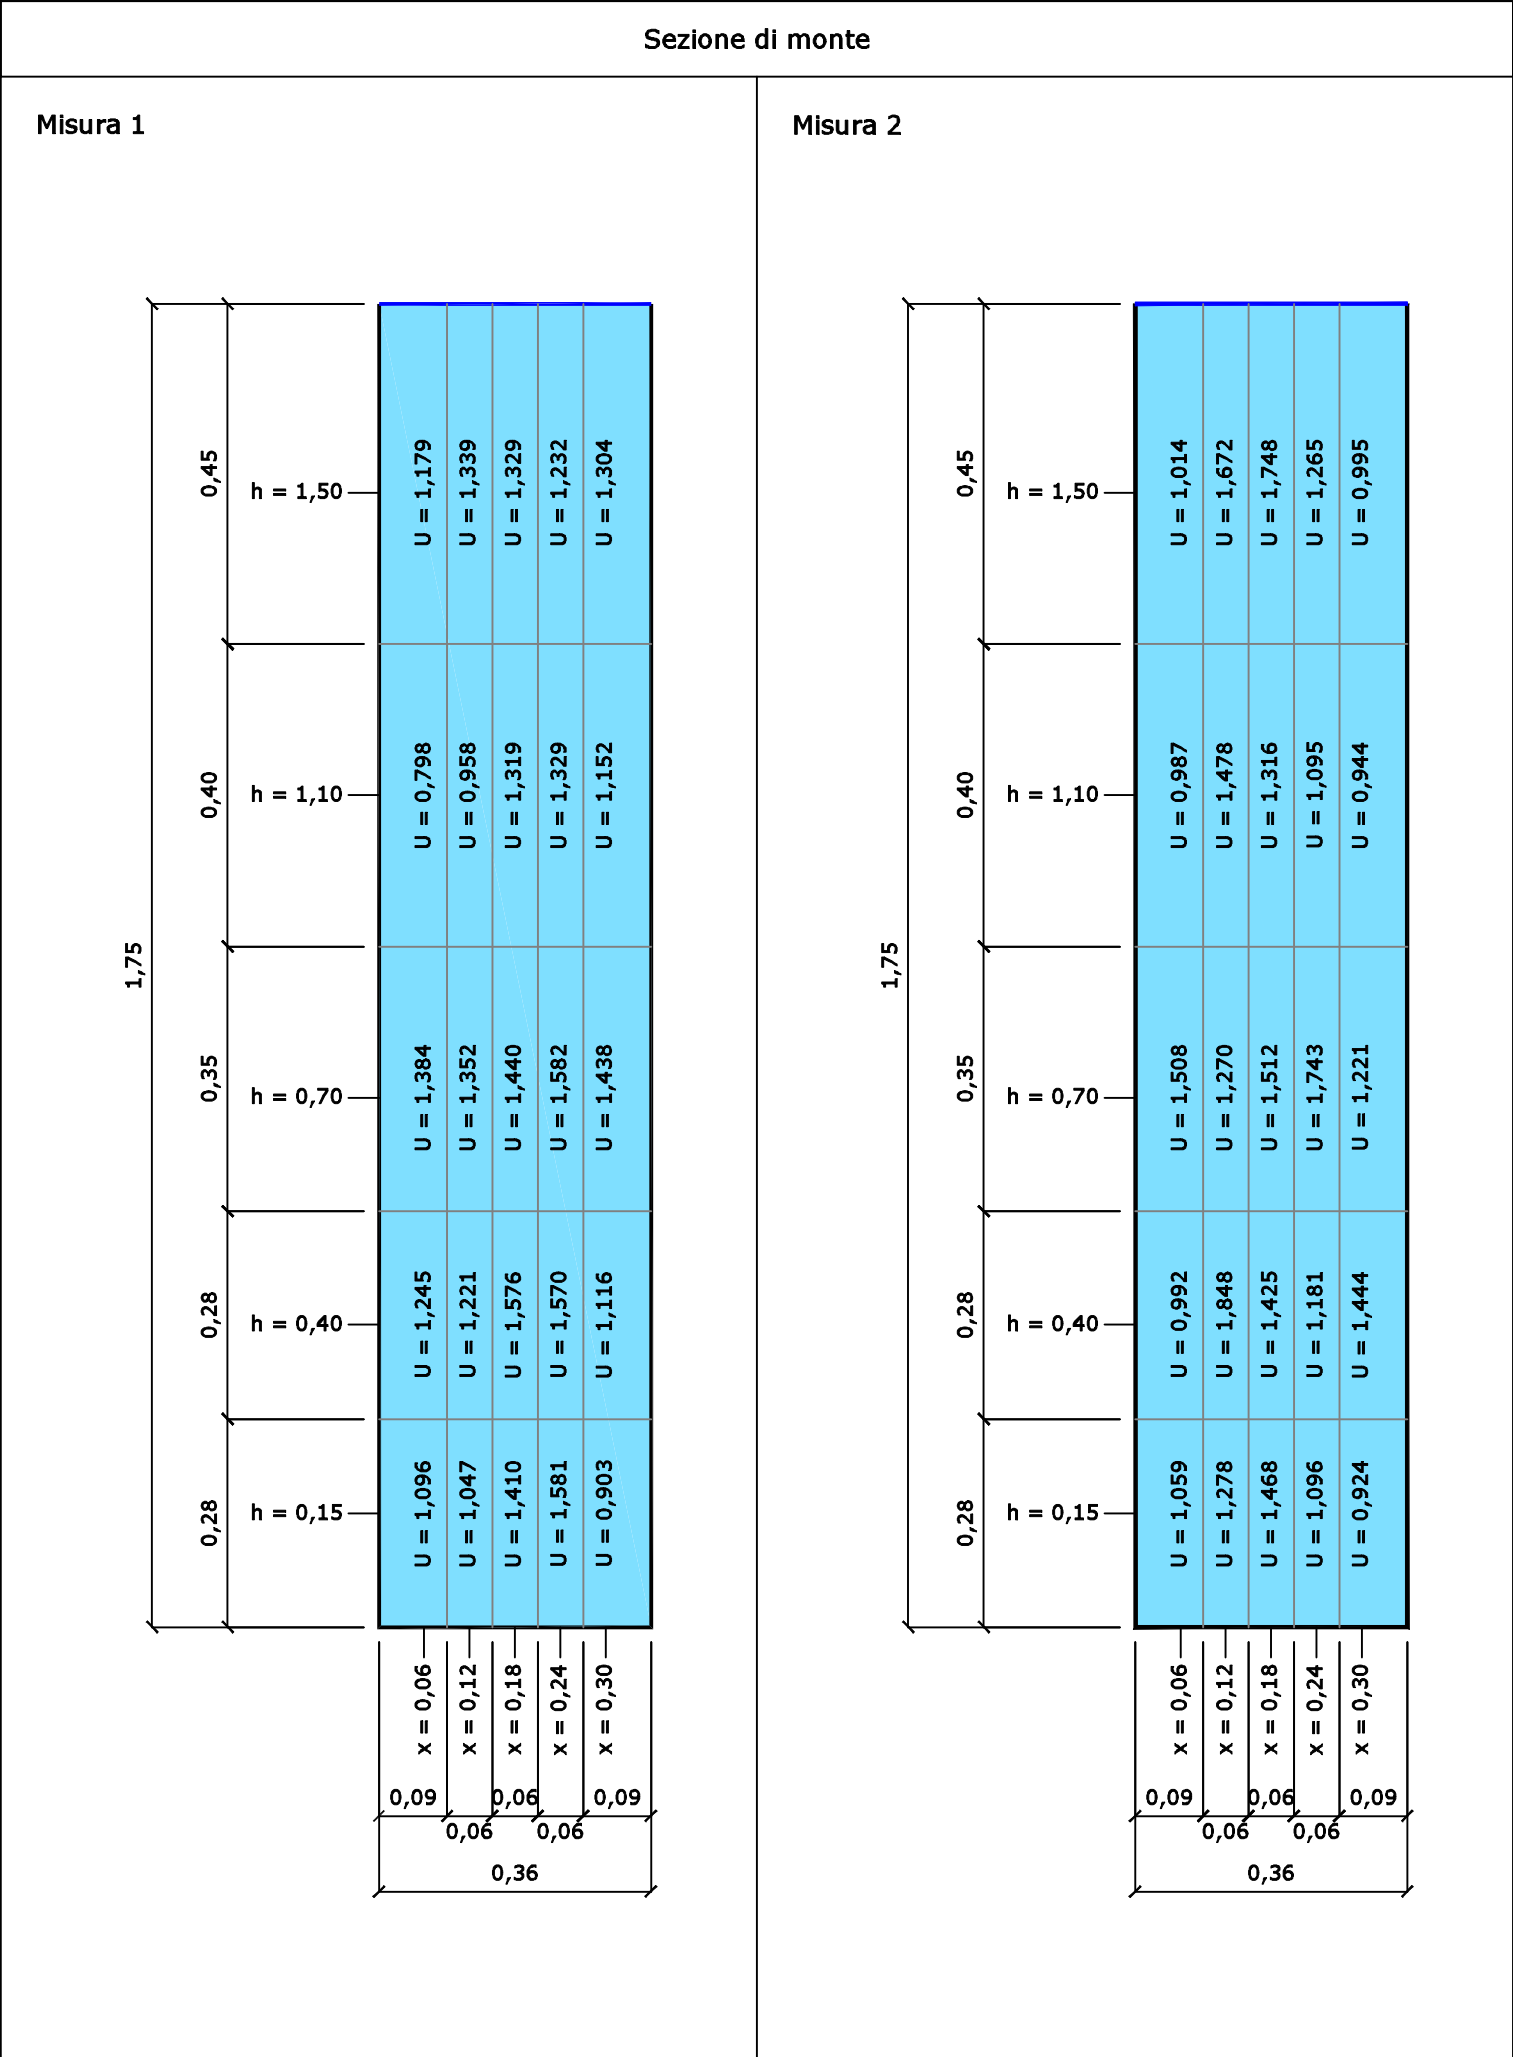 Sezione di monte
Misura 1
1,75
0,45
0,40
0,35
0,28
0,28
h = 1,50
h = 1,10
h = 0,70
h = 0,40
h = 0,15
U = 1,179
U = 1,339
U = 1,329
U = 1,232
U = 1,304
U = 0,798
U = 0,958
U = 1,319
U = 1,329
U = 1,152
U = 1,384
U = 1,352
U = 1,440
U = 1,582
U = 1,438
U = 1,245
U = 1,221
U = 1,576
U = 1,570
U = 1,116
U = 1,096
U = 1,047
U = 1,410
U = 1,581
U = 0,903
x = 0,06
x = 0,12
x = 0,18
x = 0,24
x = 0,30
0,09
0,06
0,06
0,06
0,09
0,36
Misura 2
1,75
0,45
0,40
0,35
0,28
0,28
h = 1,50
h = 1,10
h = 0,70
h = 0,40
h = 0,15
U = 1,014
U = 1,672
U = 1,748
U = 1,265
U = 0,995
U = 0,987
U = 1,478
U = 1,316
U = 1,095
U = 0,944
U = 1,508
U = 1,270
U = 1,512
U = 1,743
U = 1,221
U = 0,992
U = 1,848
U = 1,425
U = 1,181
U = 1,444
U = 1,059
U = 1,278
U = 1,468
U = 1,096
U = 0,924
x = 0,06
x = 0,12
x = 0,18
x = 0,24
x = 0,30
0,09
0,06
0,06
0,06
0,09
0,36